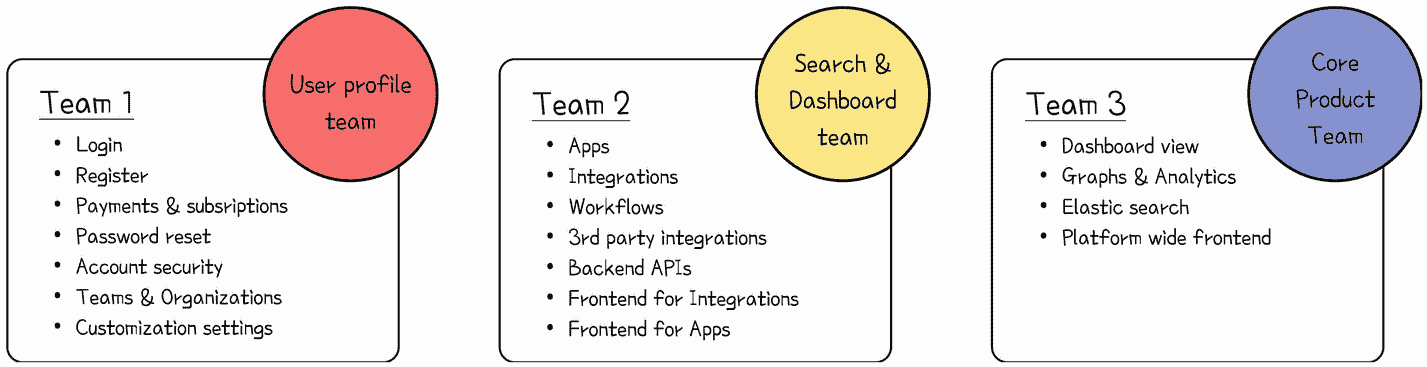 User profile
team
Team 1
• Login
• Register
• Payments & subsriptions
• Password reset
• Account security
• Teams & Organizations
• Customization settings
Search &
Dashboard
team
Team 2
• Apps
• Integrations
• Workflows
• 3rd party integrations
• Backend APIs
• Frontend for Integrations
• Frontend for Apps
Core
Product
Team
Team 3
• Dashboard view
• Graphs & Analytics
• Elastic search
• Platform wide frontend